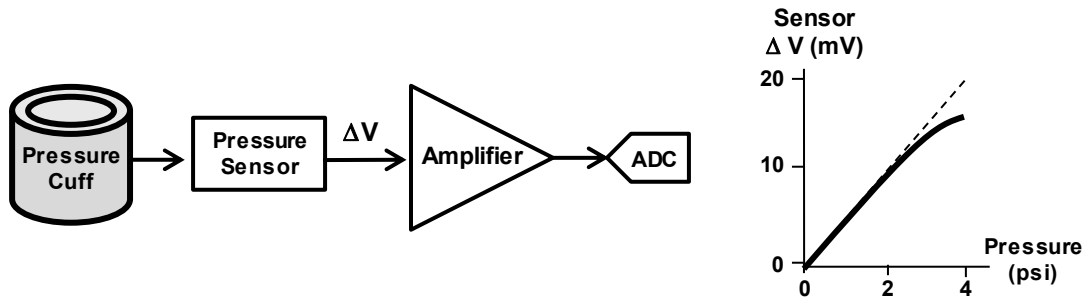 Pressure
Cuff
Pressure
Sensor
ΔV
Amplifier
ADC
Sensor
Δ V (mV)
20
10
0
0
2
4
Pressure
(psi)